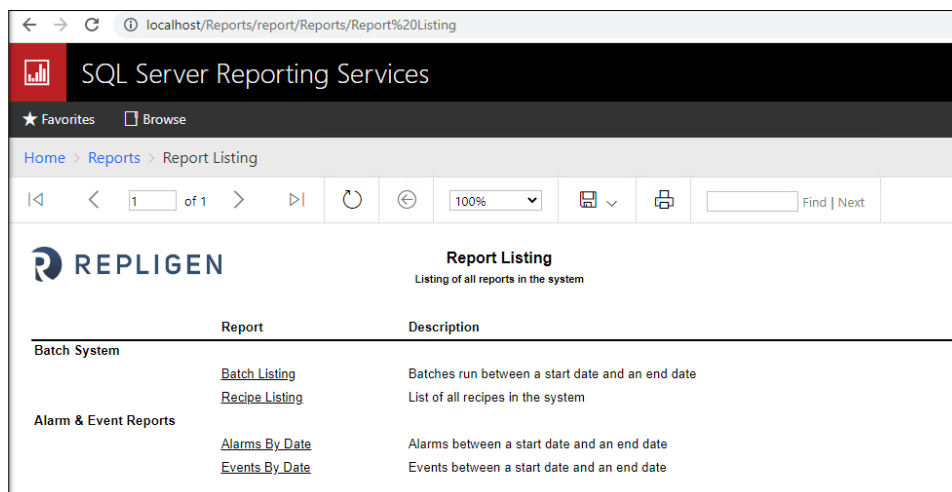 localhost/Reports/report/Reports/Report%20Listing
SQL Server Reporting Services
Favorites Browse
Home > Reports > Report Listing
1 of 1 100% Find | Next
REPLIGEN Report Listing
Listing of all reports in the system
Report Description
Batch System
Batch Listing Batches run between a start date and an end date
Recipe Listing List of all recipes in the system
Alarm & Event Reports
Alarms By Date Alarms between a start date and an end date
Events By Date Events between a start date and an end date